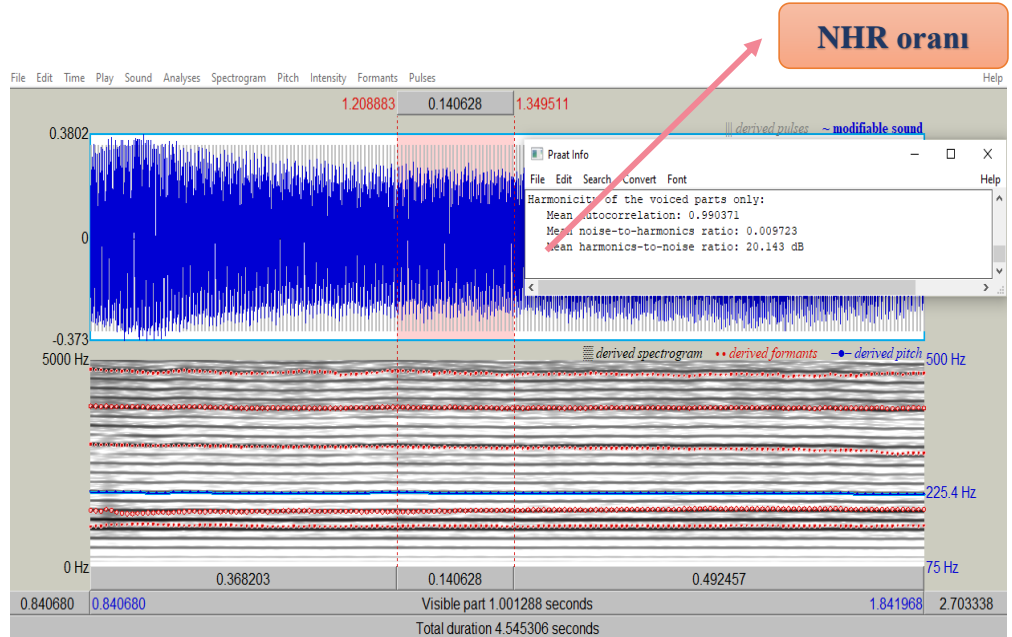 NHR oranı
File Edit Time Play Sound Analyses Spectrogram Pitch Intensity Formants Pulses Help
1.208883 0.140628 1.349511
0.3802
derived pulses ~ modifiable sound
Praat Info
File Edit Search Convert Font Help
Harmonicity of the voiced parts only:
Mean autocorrelation: 0.990371
Mean noise-to-harmonics ratio: 0.009723
Mean harmonics-to-noise ratio: 20.143 dB
0
-0.373
5000 Hz derived spectrogram derived formants derived pitch 500 Hz
225.4 Hz
0 Hz 75 Hz
0.368203 0.140628 0.492457
0.840680 0.840680 Visible part 1.001288 seconds 1.841968 2.703338
Total duration 4.545306 seconds